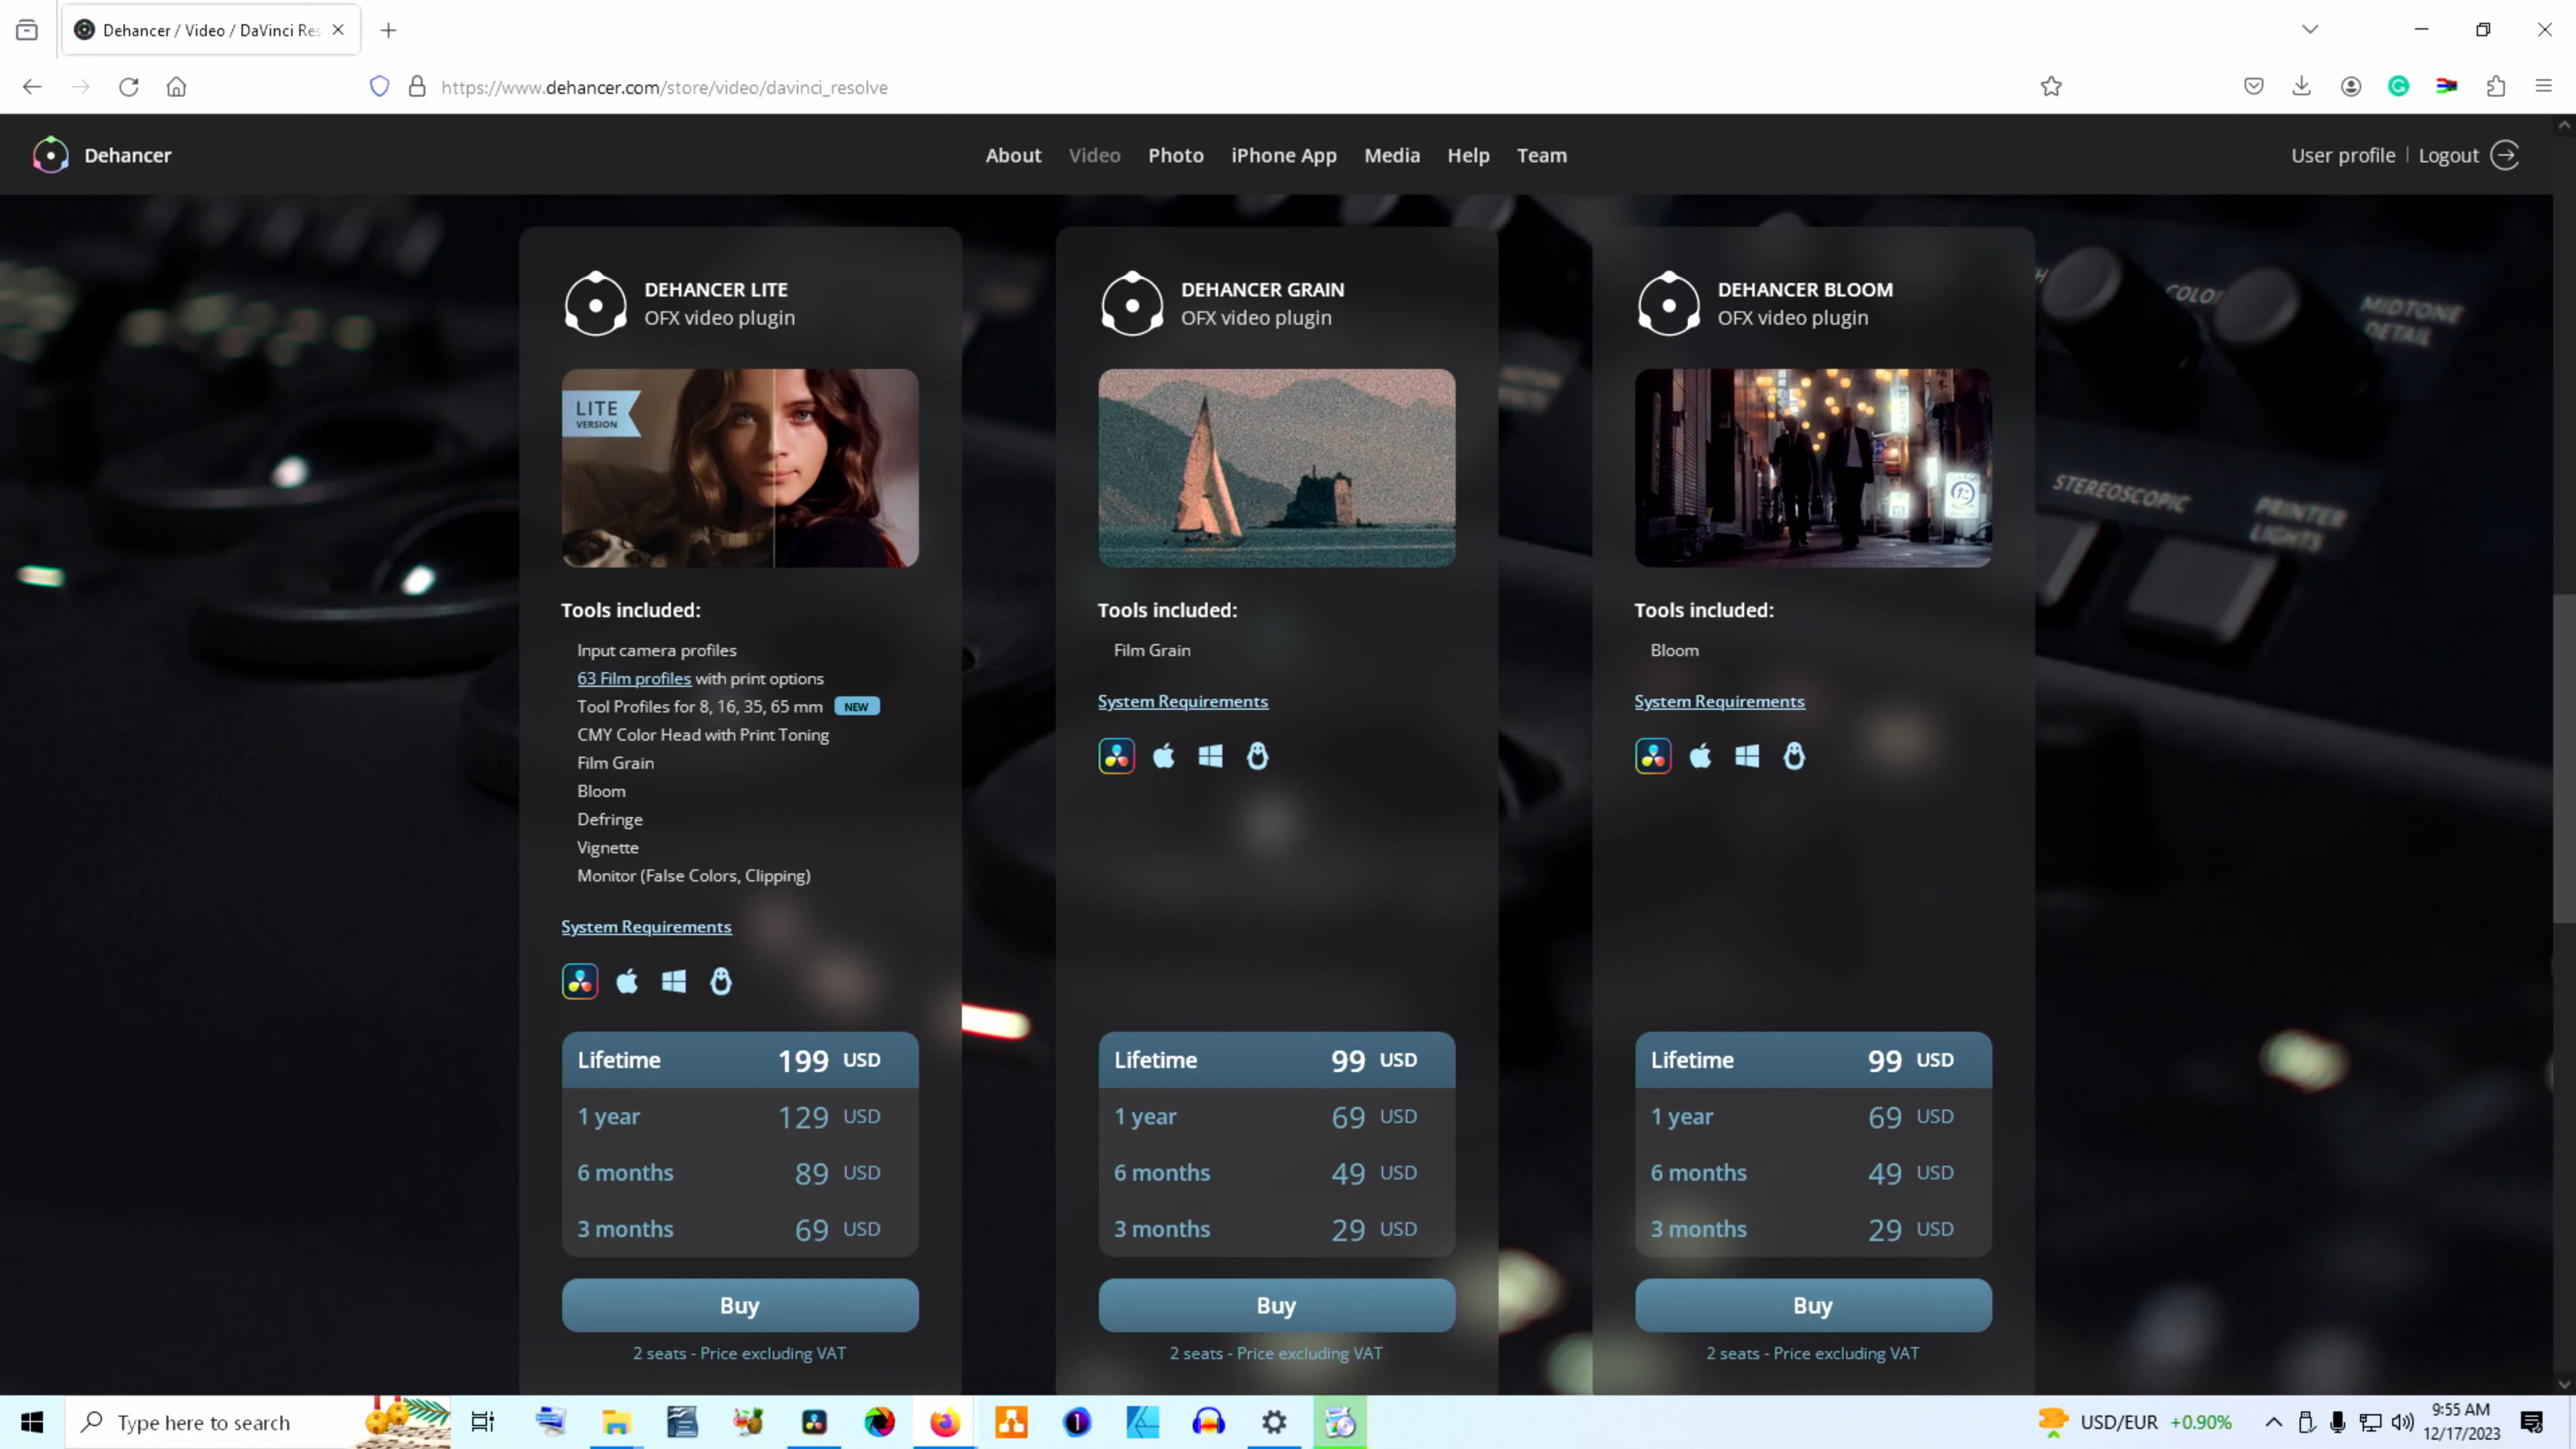 Dehancer / Video / DaVinci Res
https://www.dehancer.com/store/video/davinci_resolve
Dehancer
About Video Photo iPhone App Media Help Team
User profile | Logout
COLOR
MIDTONE
DETAIL
STEREOSCOPIC
PRINTER
LIGHTS
DEHANCER LITE
OFX video plugin
LITE
VERSION
Tools included:
Input camera profiles
63 Film profiles with print options
Tool Profiles for 8, 16, 35, 65 mm NEW
CMY Color Head with Print Toning
Film Grain
Bloom
Defringe
Vignette
Monitor (False Colors, Clipping)
System Requirements
Lifetime 199 USD
1 year 129 USD
6 months 89 USD
3 months 69 USD
Buy
2 seats - Price excluding VAT
DEHANCER GRAIN
OFX video plugin
Tools included:
Film Grain
System Requirements
Lifetime 99 USD
1 year 69 USD
6 months 49 USD
3 months 29 USD
Buy
2 seats - Price excluding VAT
DEHANCER BLOOM
OFX video plugin
た
Tools included:
Bloom
System Requirements
Lifetime 99 USD
1 year 69 USD
6 months 49 USD
3 months 29 USD
Buy
2 seats - Price excluding VAT
Type here to search
USD/EUR +0.90%
9:55 AM
12/17/2023